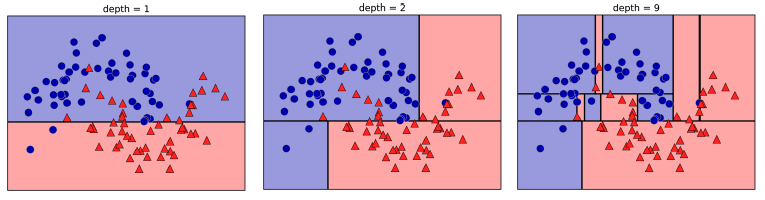 depth = 1
depth = 2
depth = 9